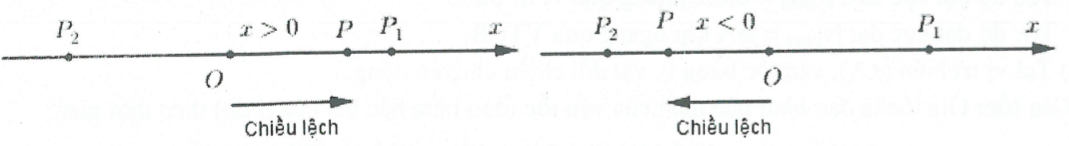 P₂ x > 0 P P₁ x
O
Chiều lệch
P₂ P x < 0 P₁ x
O
Chiều lệch